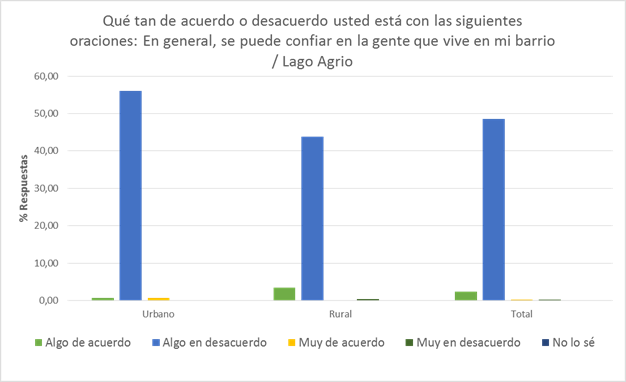 Qué tan de acuerdo o desacuerdo usted está con las siguientes
oraciones: En general, se puede confiar en la gente que vive en mi barrio
/ Lago Agrio
60,00
50,00
40,00
30,00
20,00
10,00
0,00
% Respuestas
Urbano Rural Total
Algo de acuerdo Algo en desacuerdo Muy de acuerdo Muy en desacuerdo No lo sé